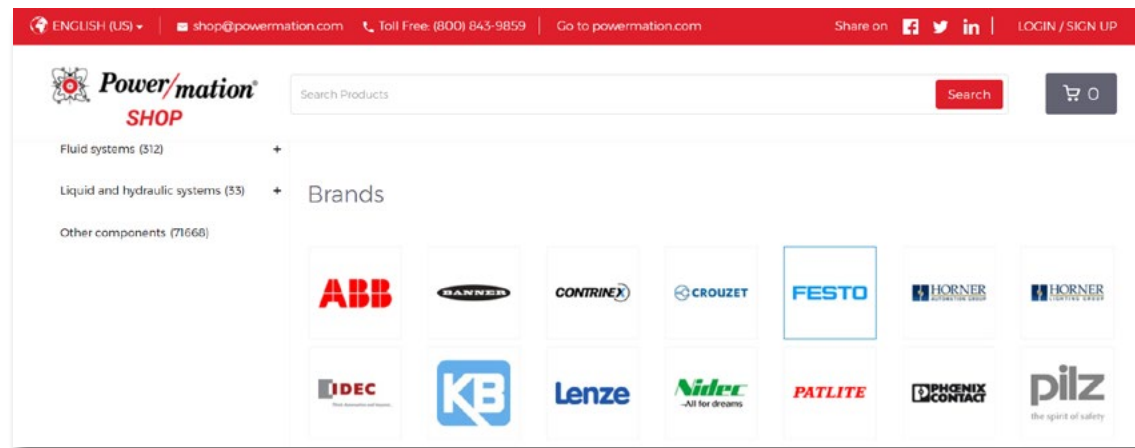 ENGLISH (US) shop@powermation.com Toll Free: (800) 843-9859 Go to powermation.com Share on LOGIN / SIGN UP
Power/mation®
SHOP
Search Products
Search
0
Fluid systems (312) +
Liquid and hydraulic systems (33) +
Other components (71668)
Brands
ABB
BANNER
CONTRINEX
CROUZET
FESTO
HORNER
AUTOMATION GROUP
HORNER
LIGHTING GROUP
IDEC
KB
Lenze
Nidec
-All for dreams
PATLITE
PHŒNIX
CONTACT
pilz
the spirit of safety